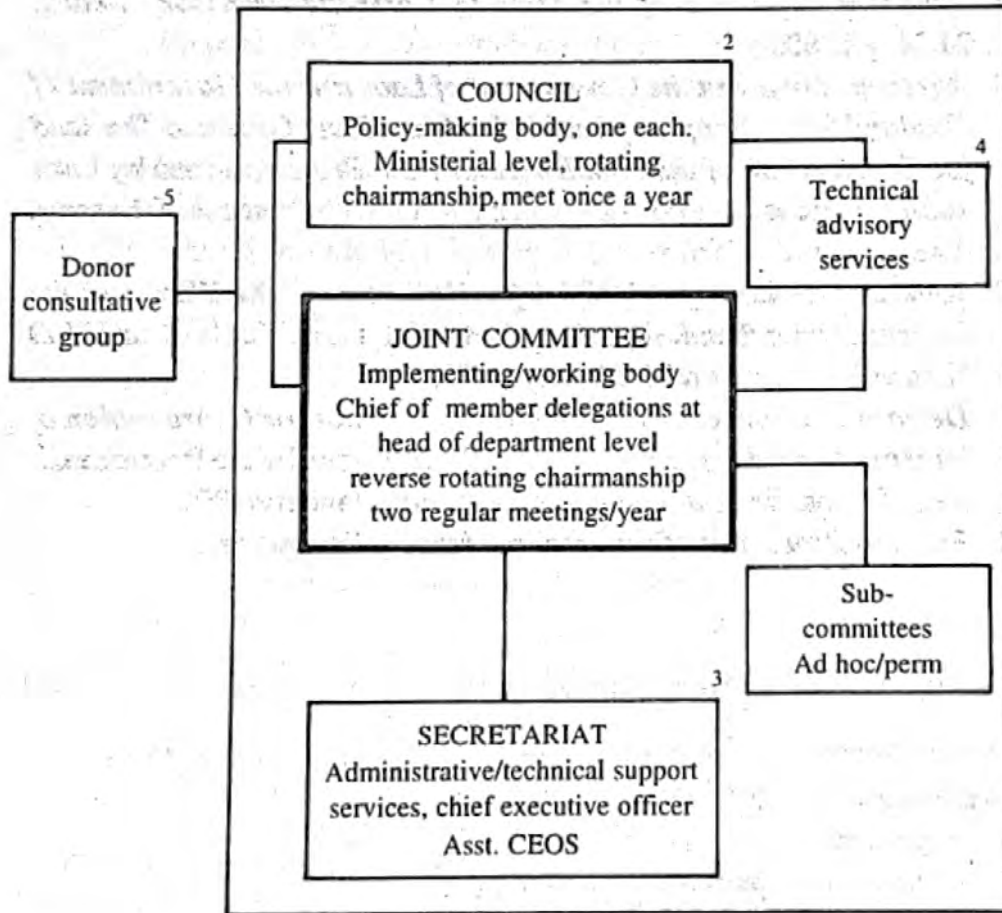 2
COUNCIL
Policy-making body, one each,
Ministerial level, rotating
chairmanship, meet once a year
4
Technical
advisory
services
5
Donor
consultative
group
JOINT COMMITTEE
Implementing/working body
Chief of member delegations at
head of department level
reverse rotating chairmanship
two regular meetings/year
Sub-
committees
Ad hoc/perm
3
SECRETARIAT
Administrative/technical support
services, chief executive officer
Asst. CEOS